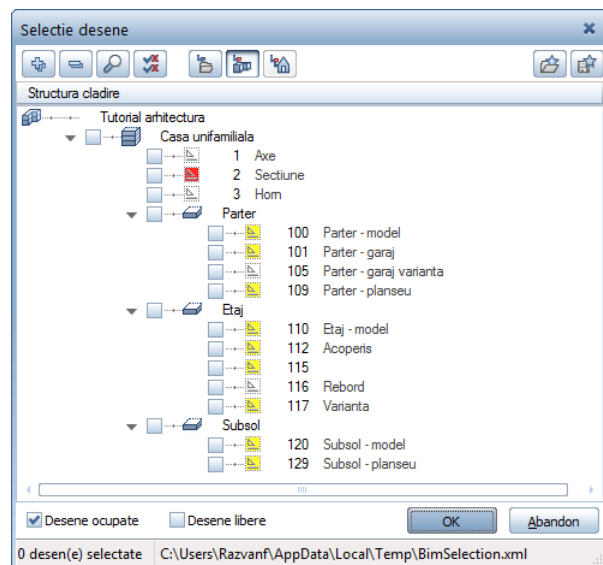 Selectie desene
Structura cladire
Tutorial arhitectura
Casa unifamiliala
1 Axe
2 Sectiune
3 Horn
Parter
100 Parter - model
101 Parter - garaj
105 Parter - garaj varianta
109 Parter - planseu
Etaj
110 Etaj - model
112 Acoperis
115
116 Rebord
117 Varianta
Subsol
120 Subsol - model
129 Subsol - planseu
Desene ocupate Desene libere OK Abandon
0 desen(e) selectate C:\Users\Razvanf\AppData\Local\Temp\BimSelection.xml